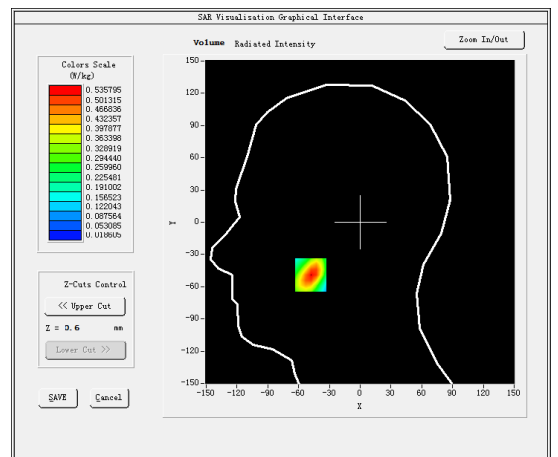 SAR Visualisation Graphical Interface
Volume Radiated Intensity
Zoom In/Out
Colors Scale
(W/kg)
0.535795
0.501315
0.466836
0.432357
0.397877
0.363398
0.328919
0.294440
0.259960
0.225481
0.191002
0.156523
0.122043
0.087564
0.053085
0.018605
Z-Cuts Control
<< Upper Cut
Z = 0.6 mm
Lower Cut >>
SAVE Cancel
150
120
90
60
30
0
-30
-60
-90
-120
-150
Y
-150 -120 -90 -60 -30 0 30 60 90 120 150
X